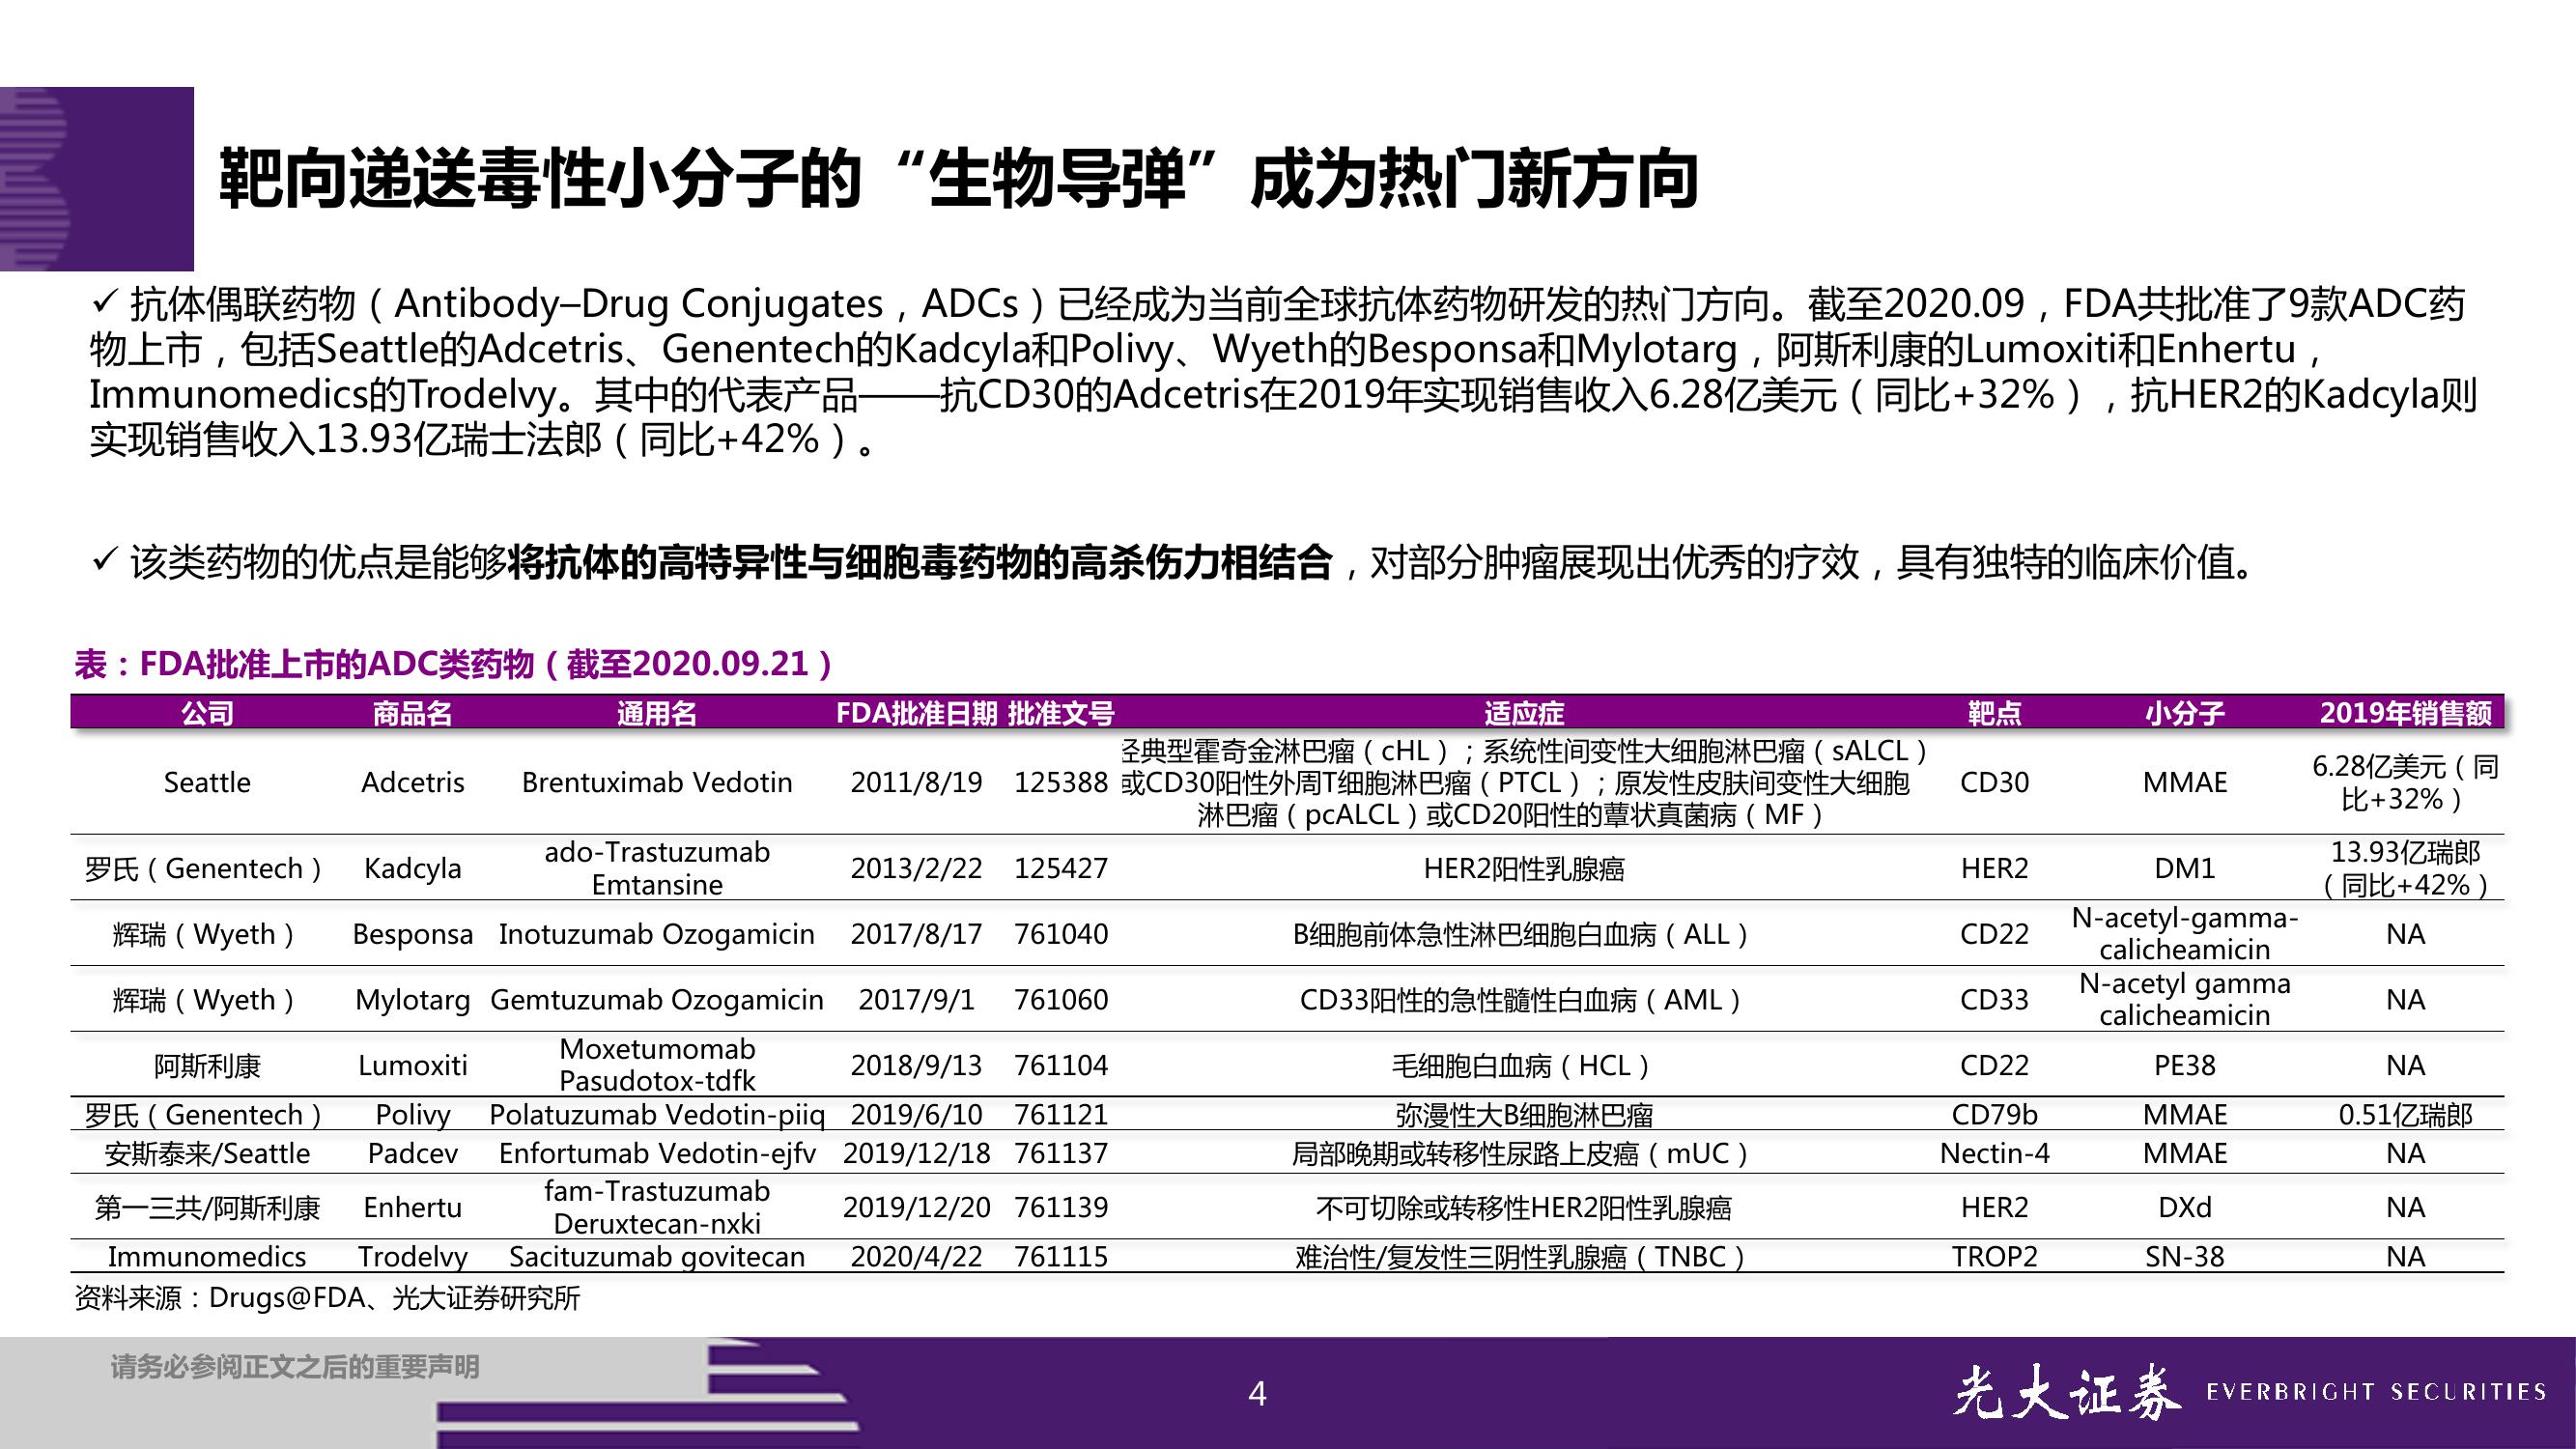 靶向递送毒性小分子的“生物导弹”成为热门新方向
✓ 抗体偶联药物（Antibody–Drug Conjugates，ADCs）已经成为当前全球抗体药物研发的热门方向。截至2020.09，FDA共批准了9款ADC药
物上市，包括Seattle的Adcetris、Genentech的Kadcyla和Polivy、Wyeth的Besponsa和Mylotarg，阿斯利康的Lumoxiti和Enhertu，
Immunomedics的Trodelvy。其中的代表产品——抗CD30的Adcetris在2019年实现销售收入6.28亿美元（同比+32%），抗HER2的Kadcyla则
实现销售收入13.93亿瑞士法郎（同比+42%）。
✓ 该类药物的优点是能够将抗体的高特异性与细胞毒药物的高杀伤力相结合，对部分肿瘤展现出优秀的疗效，具有独特的临床价值。
表：FDA批准上市的ADC类药物（截至2020.09.21）
公司 商品名 通用名 FDA批准日期 批准文号 适应症 靶点 小分子 2019年销售额
经典型霍奇金淋巴瘤（cHL）；系统性间变性大细胞淋巴瘤（sALCL）
Seattle Adcetris Brentuximab Vedotin 2011/8/19 125388 或CD30阳性外周T细胞淋巴瘤（PTCL）；原发性皮肤间变性大细胞 CD30 MMAE 6.28亿美元（同
淋巴瘤（pcALCL）或CD20阳性的蕈状真菌病（MF） 比+32%）
罗氏（Genentech） Kadcyla ado-Trastuzumab 2013/2/22 125427 HER2阳性乳腺癌 HER2 DM1 13.93亿瑞郎
Emtansine （同比+42%）
辉瑞（Wyeth） Besponsa Inotuzumab Ozogamicin 2017/8/17 761040 B细胞前体急性淋巴细胞白血病（ALL） CD22 N-acetyl-gamma- NA
calicheamicin
辉瑞（Wyeth） Mylotarg Gemtuzumab Ozogamicin 2017/9/1 761060 CD33阳性的急性髓性白血病（AML） CD33 N-acetyl gamma NA
calicheamicin
阿斯利康 Lumoxiti Moxetumomab 2018/9/13 761104 毛细胞白血病（HCL） CD22 PE38 NA
Pasudotox-tdfk
罗氏（Genentech） Polivy Polatuzumab Vedotin-piiq 2019/6/10 761121 弥漫性大B细胞淋巴瘤 CD79b MMAE 0.51亿瑞郎
安斯泰来/Seattle Padcev Enfortumab Vedotin-ejfv 2019/12/18 761137 局部晚期或转移性尿路上皮癌（mUC） Nectin-4 MMAE NA
第一三共/阿斯利康 Enhertu fam-Trastuzumab 2019/12/20 761139 不可切除或转移性HER2阳性乳腺癌 HER2 DXd NA
Deruxtecan-nxki
Immunomedics Trodelvy Sacituzumab govitecan 2020/4/22 761115 难治性/复发性三阴性乳腺癌（TNBC） TROP2 SN-38 NA
资料来源：Drugs@FDA、光大证券研究所
请务必参阅正文之后的重要声明
4
光大证券 EVERBRIGHT SECURITIES